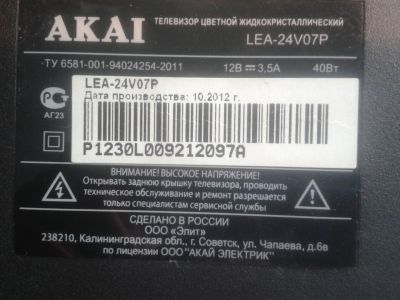 AKAI
ТЕЛЕВИЗОР ЦВЕТНОЙ ЖИДКОКРИСТАЛЛИЧЕСКИЙ
LEA-24V07P
ТУ 6581-001-94024254-2011 12В 3,5А 40Вт
LEA-24V07P
Дата производства: 10.2012 г.
АГ23
P1230L009212097A
ВНИМАНИЕ! ВЫСОКОЕ НАПРЯЖЕНИЕ!
Открывать заднюю крышку телевизора, проводить
техническое обслуживание и ремонт разрешается
только специалистам сервисной службы
СДЕЛАНО В РОССИИ
ООО «Элит»
238210, Калининградская обл., г. Советск, ул. Чапаева, д.6в
по лицензии ООО "АКАЙ ЭЛЕКТРИК"